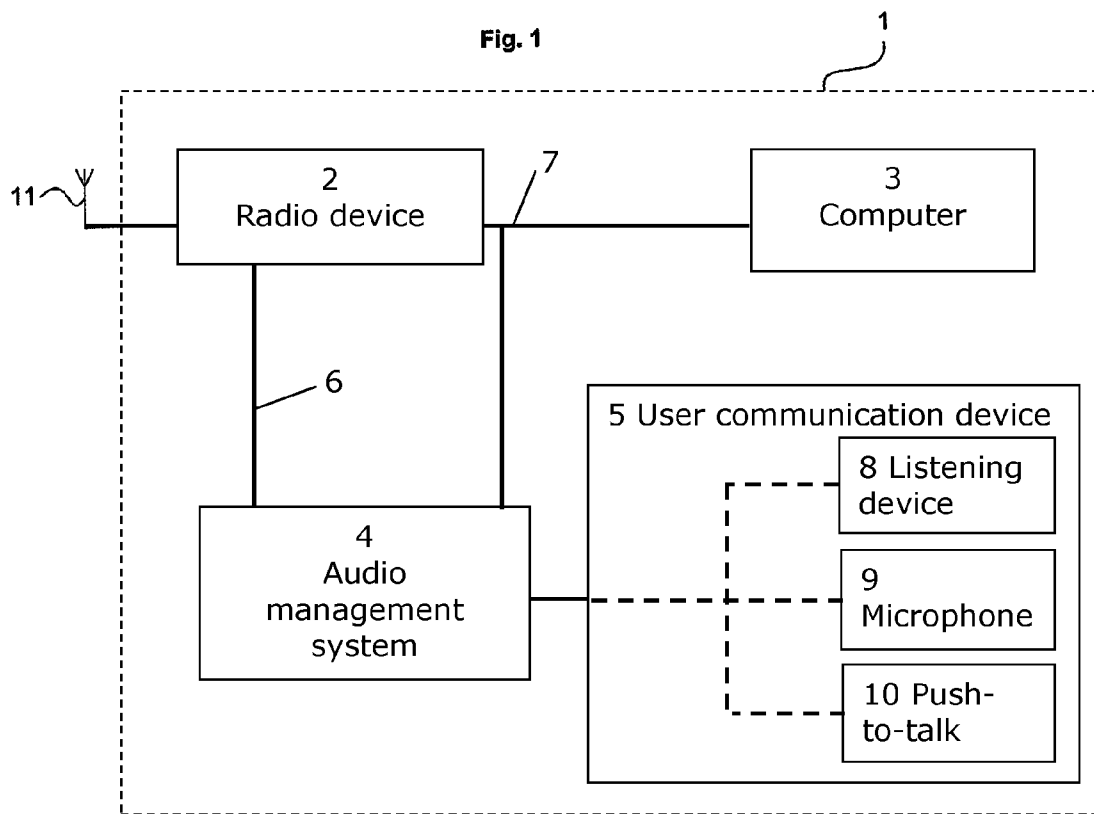 Fig. 1
1
11
2
Radio device
7
3
Computer
6
4
Audio
management
system
5 User communication device
8 Listening
device
9
Microphone
10 Push-
to-talk